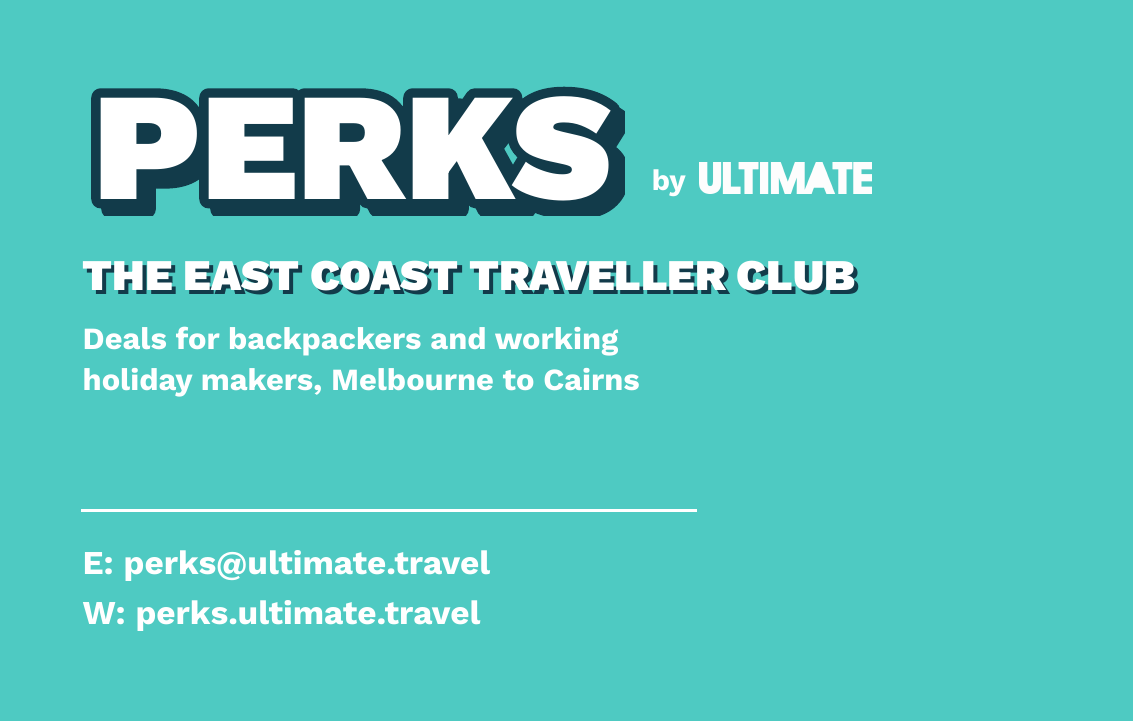 PERKS by ULTIMATE
THE EAST COAST TRAVELLER CLUB
Deals for backpackers and working
holiday makers, Melbourne to Cairns
E: perks@ultimate.travel
W: perks.ultimate.travel